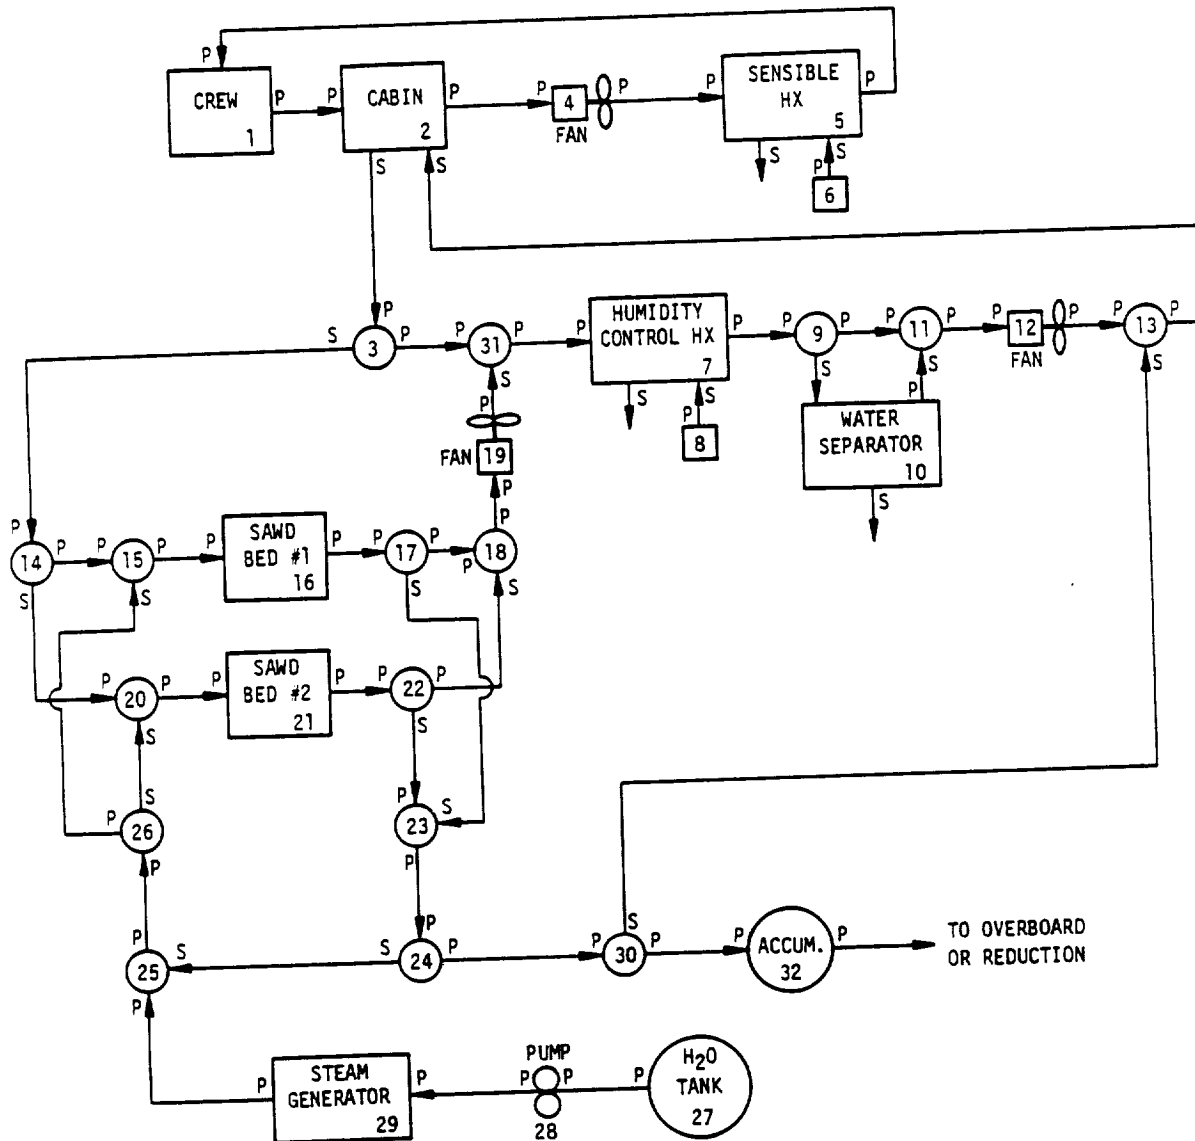 P
CREW
1
P
P
CABIN
2
P
S
S
P
4
FAN
P
P
SENSIBLE
HX
5
P
S
S
P
6
P
S
3
P
P
31
P
S
P
HUMIDITY
CONTROL HX
7
P
S
S
P
8
P
9
P
S
P
11
P
S
P
WATER
SEPARATOR
10
S
P
12
FAN
P
P
13
P
S
P
FAN
19
P
P
14
P
S
P
15
P
S
P
SAWD
BED #1
16
P
P
17
P
S
P
18
P
S
P
20
P
S
P
SAWD
BED #2
21
P
P
22
P
S
P
26
S
P
P
23
S
P
P
25
S
P
S
24
P
P
P
30
S
P
P
ACCUM.
32
P
TO OVERBOARD
OR REDUCTION
P
STEAM
GENERATOR
29
P
PUMP
P
P
28
P
H2O
TANK
27